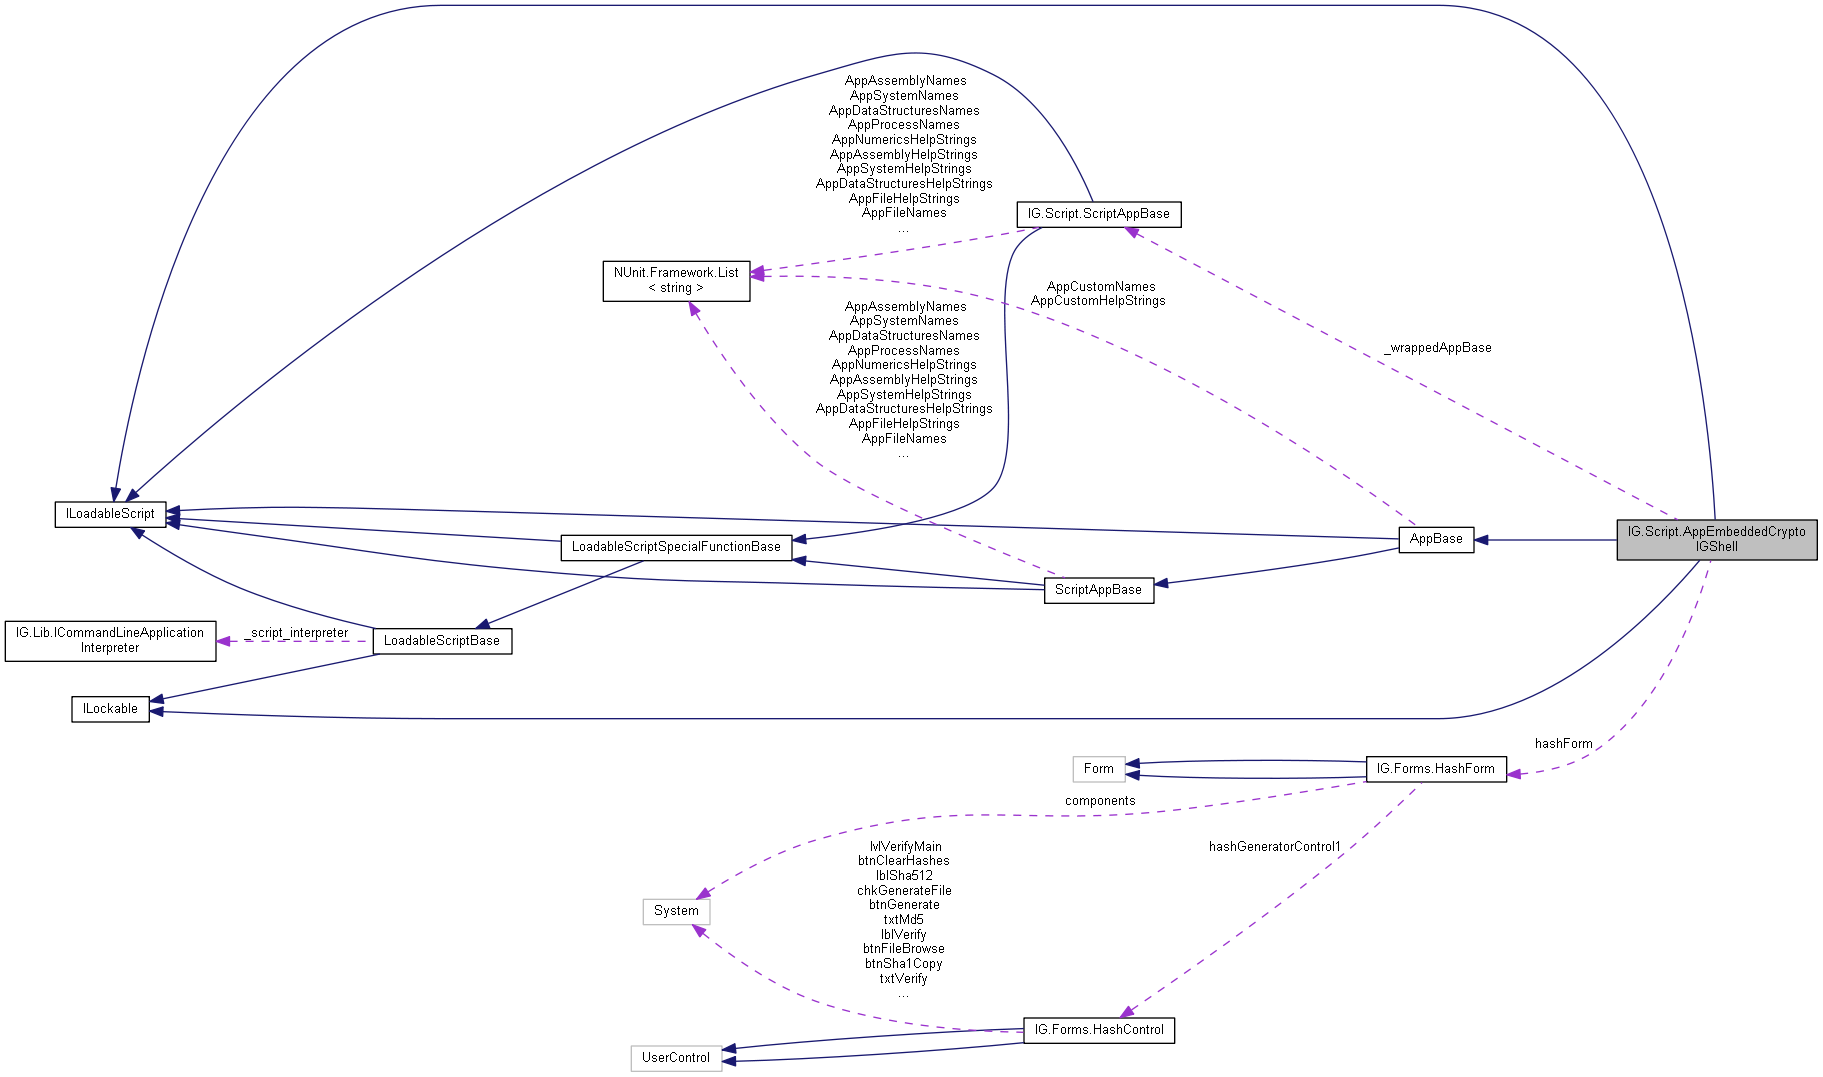 AppAssemblyNames
AppSystemNames
AppDataStructuresNames
AppProcessNames
AppNumericsHelpStrings
AppAssemblyHelpStrings
AppSystemHelpStrings
AppDataStructuresHelpStrings
AppFileHelpStrings
AppFileNames
...
IG.Script.ScriptAppBase
NUnit.Framework.List
< string >
AppCustomNames
AppCustomHelpStrings
AppAssemblyNames
AppSystemNames
AppDataStructuresNames
AppProcessNames
AppNumericsHelpStrings
AppAssemblyHelpStrings
AppSystemHelpStrings
AppDataStructuresHelpStrings
AppFileHelpStrings
AppFileNames
...
_wrappedAppBase
ILoadableScript
LoadableScriptSpecialFunctionBase
AppBase
IG.Script.AppEmbeddedCrypto
IGShell
ScriptAppBase
IG.Lib.ICommandLineApplication
Interpreter
_script_interpreter
LoadableScriptBase
ILockable
hashForm
Form
IG.Forms.HashForm
components
hashGeneratorControl1
lvlVerifyMain
btnClearHashes
lblSha512
chkGenerateFile
btnGenerate
txtMd5
lblVerify
btnFileBrowse
btnSha1Copy
txtVerify
...
System
IG.Forms.HashControl
UserControl